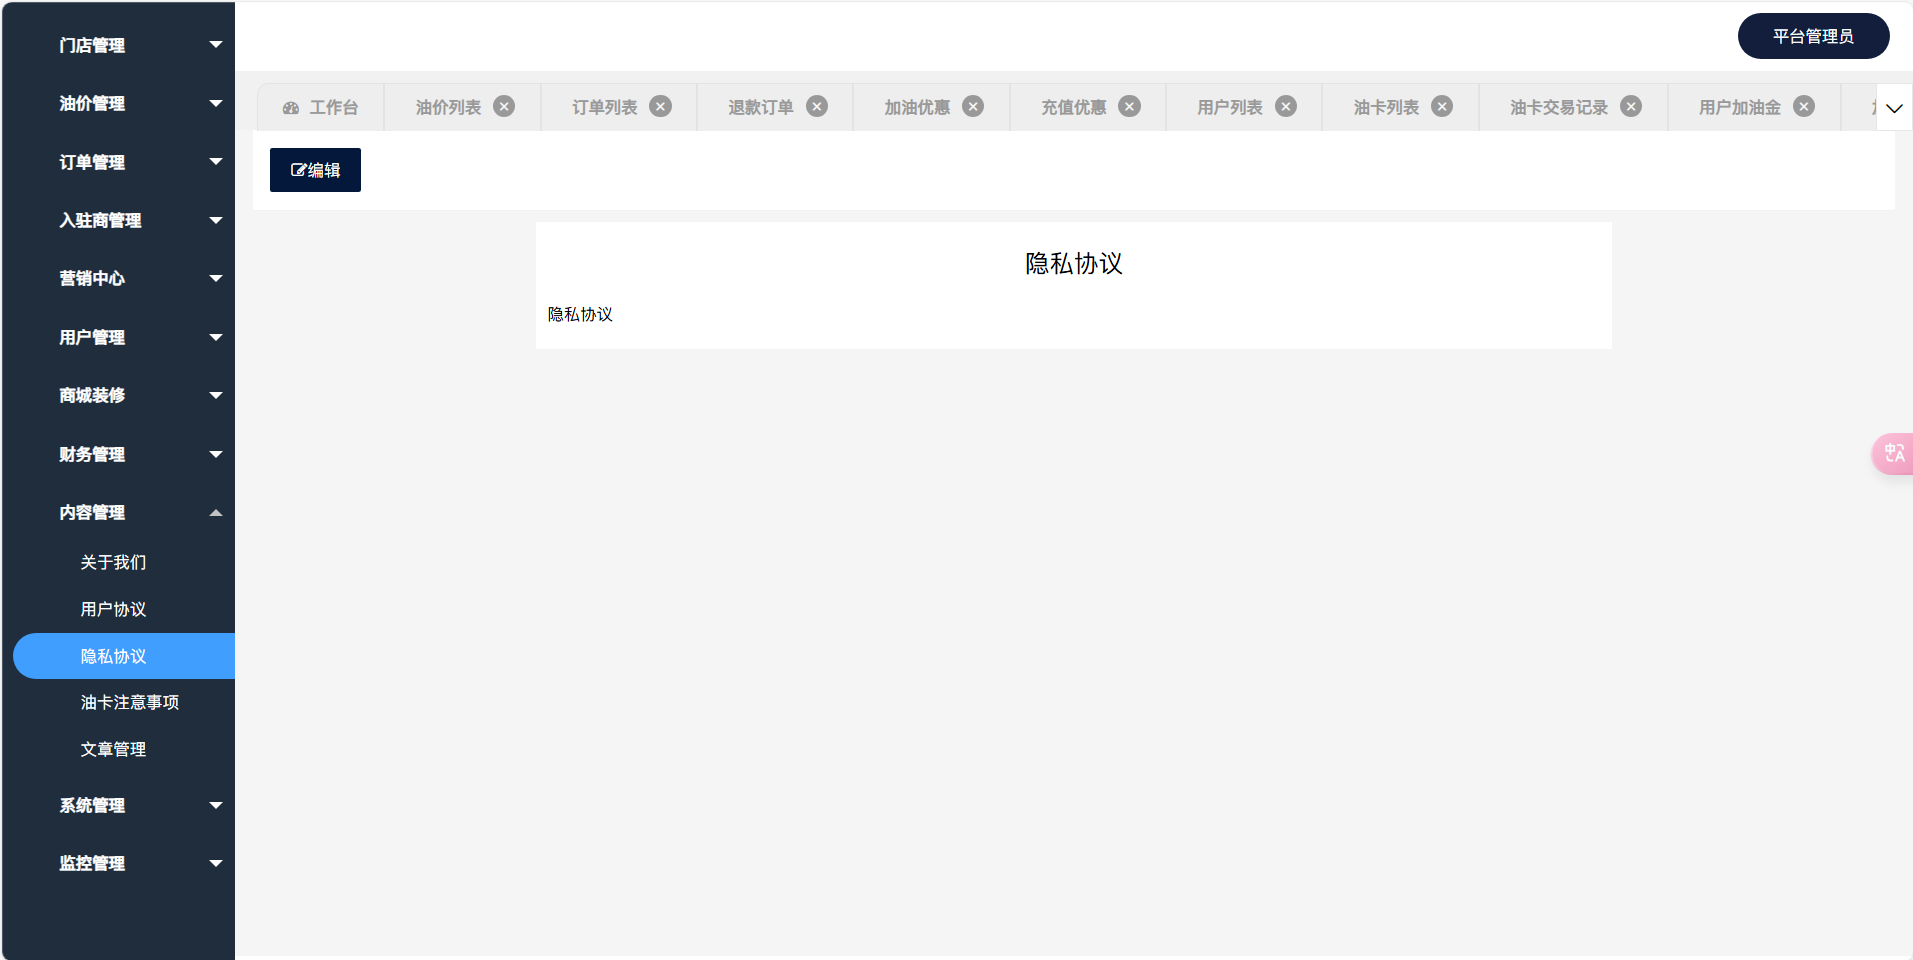 平台管理员
门店管理
油价管理
订单管理
入驻商管理
营销中心
用户管理
商城装修
财务管理
内容管理
关于我们
用户协议
隐私协议
油卡注意事项
文章管理
系统管理
监控管理
工作台 油价列表 订单列表 退款订单 加油优惠 充值优惠 用户列表 油卡列表 油卡交易记录 用户加油金
编辑
隐私协议
隐私协议
中A